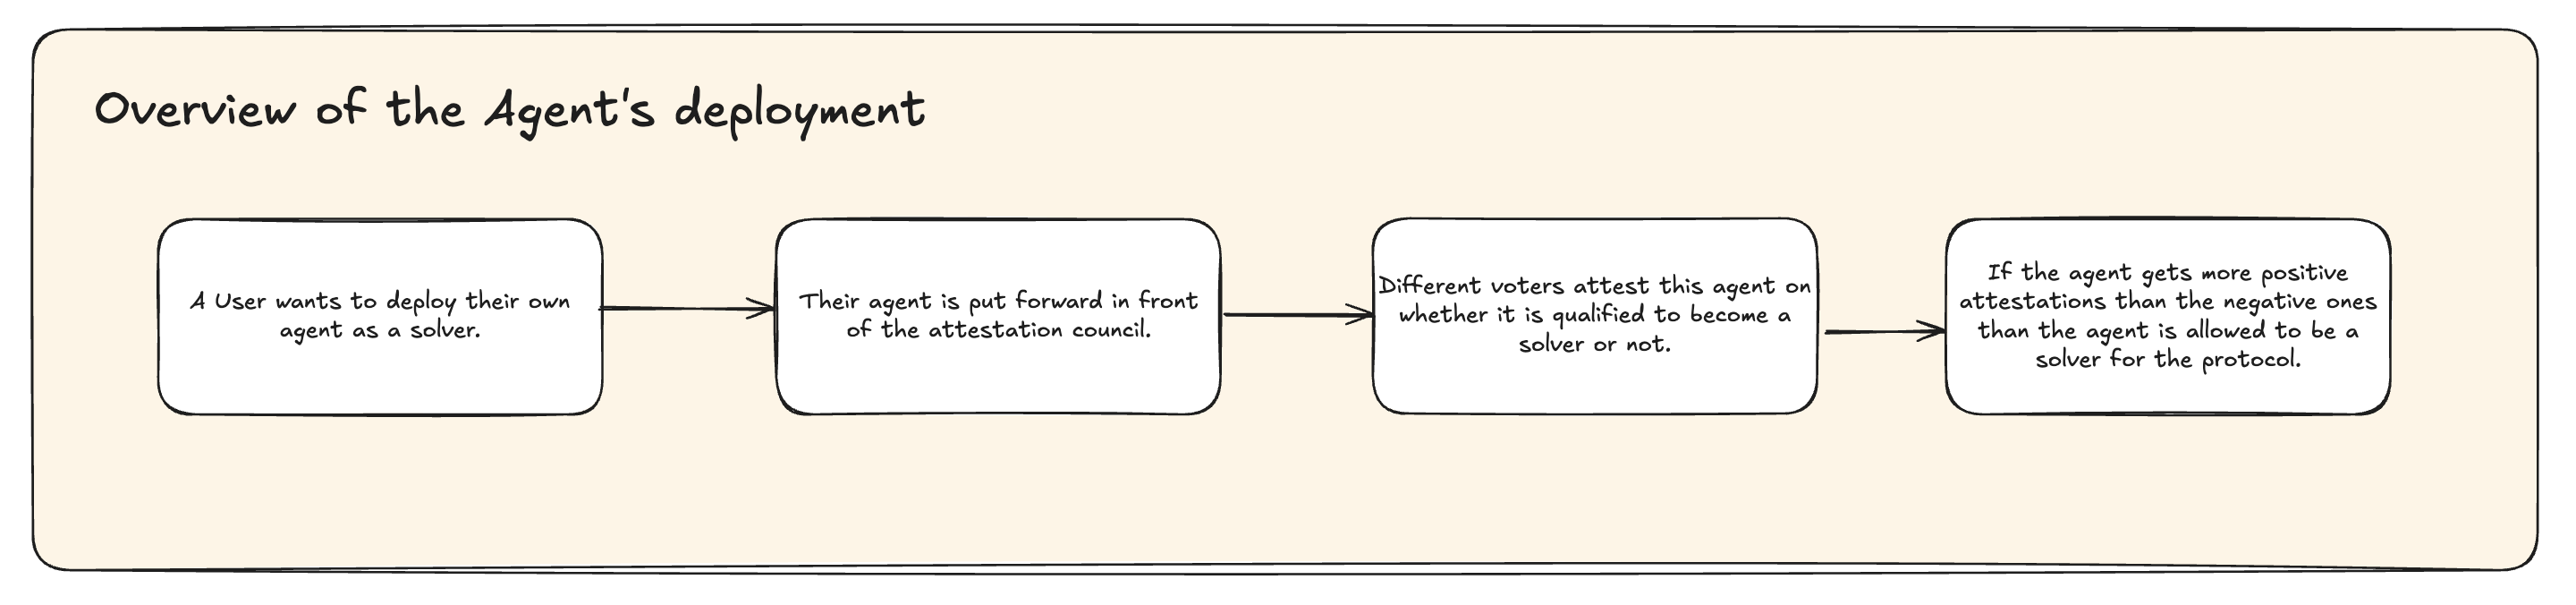 Overview of the Agent's deployment
A User wants to deploy their own
agent as a solver.
Their agent is put forward in front
of the attestation council.
Different voters attest this agent on
whether it is qualified to become a
solver or not.
If the agent gets more positive
attestations than the negative ones
than the agent is allowed to be a
solver for the protocol.